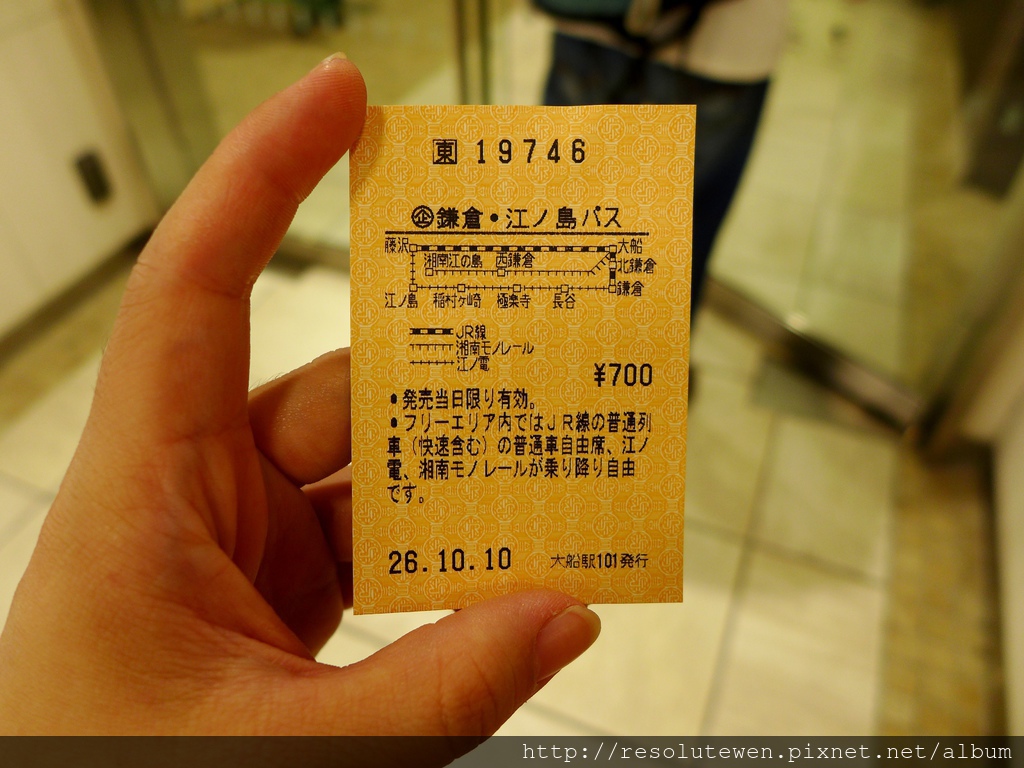 東 19746
企鎌倉・江ノ島パス
藤沢 大船
湘南江の島 西鎌倉 北鎌倉
鎌倉
江ノ島 稲村ヶ崎 極楽寺 長谷
JR線
湘南モノレール
江ノ電
¥700
•発売当日限り有効。
•フリーエリア内ではJR線の普通列
車（快速含む）の普通車自由席、江ノ
電、湘南モノレールが乗り降り自由
です。
26.10.10 大船駅101発行
http://resolutewen.pixnet.net/album